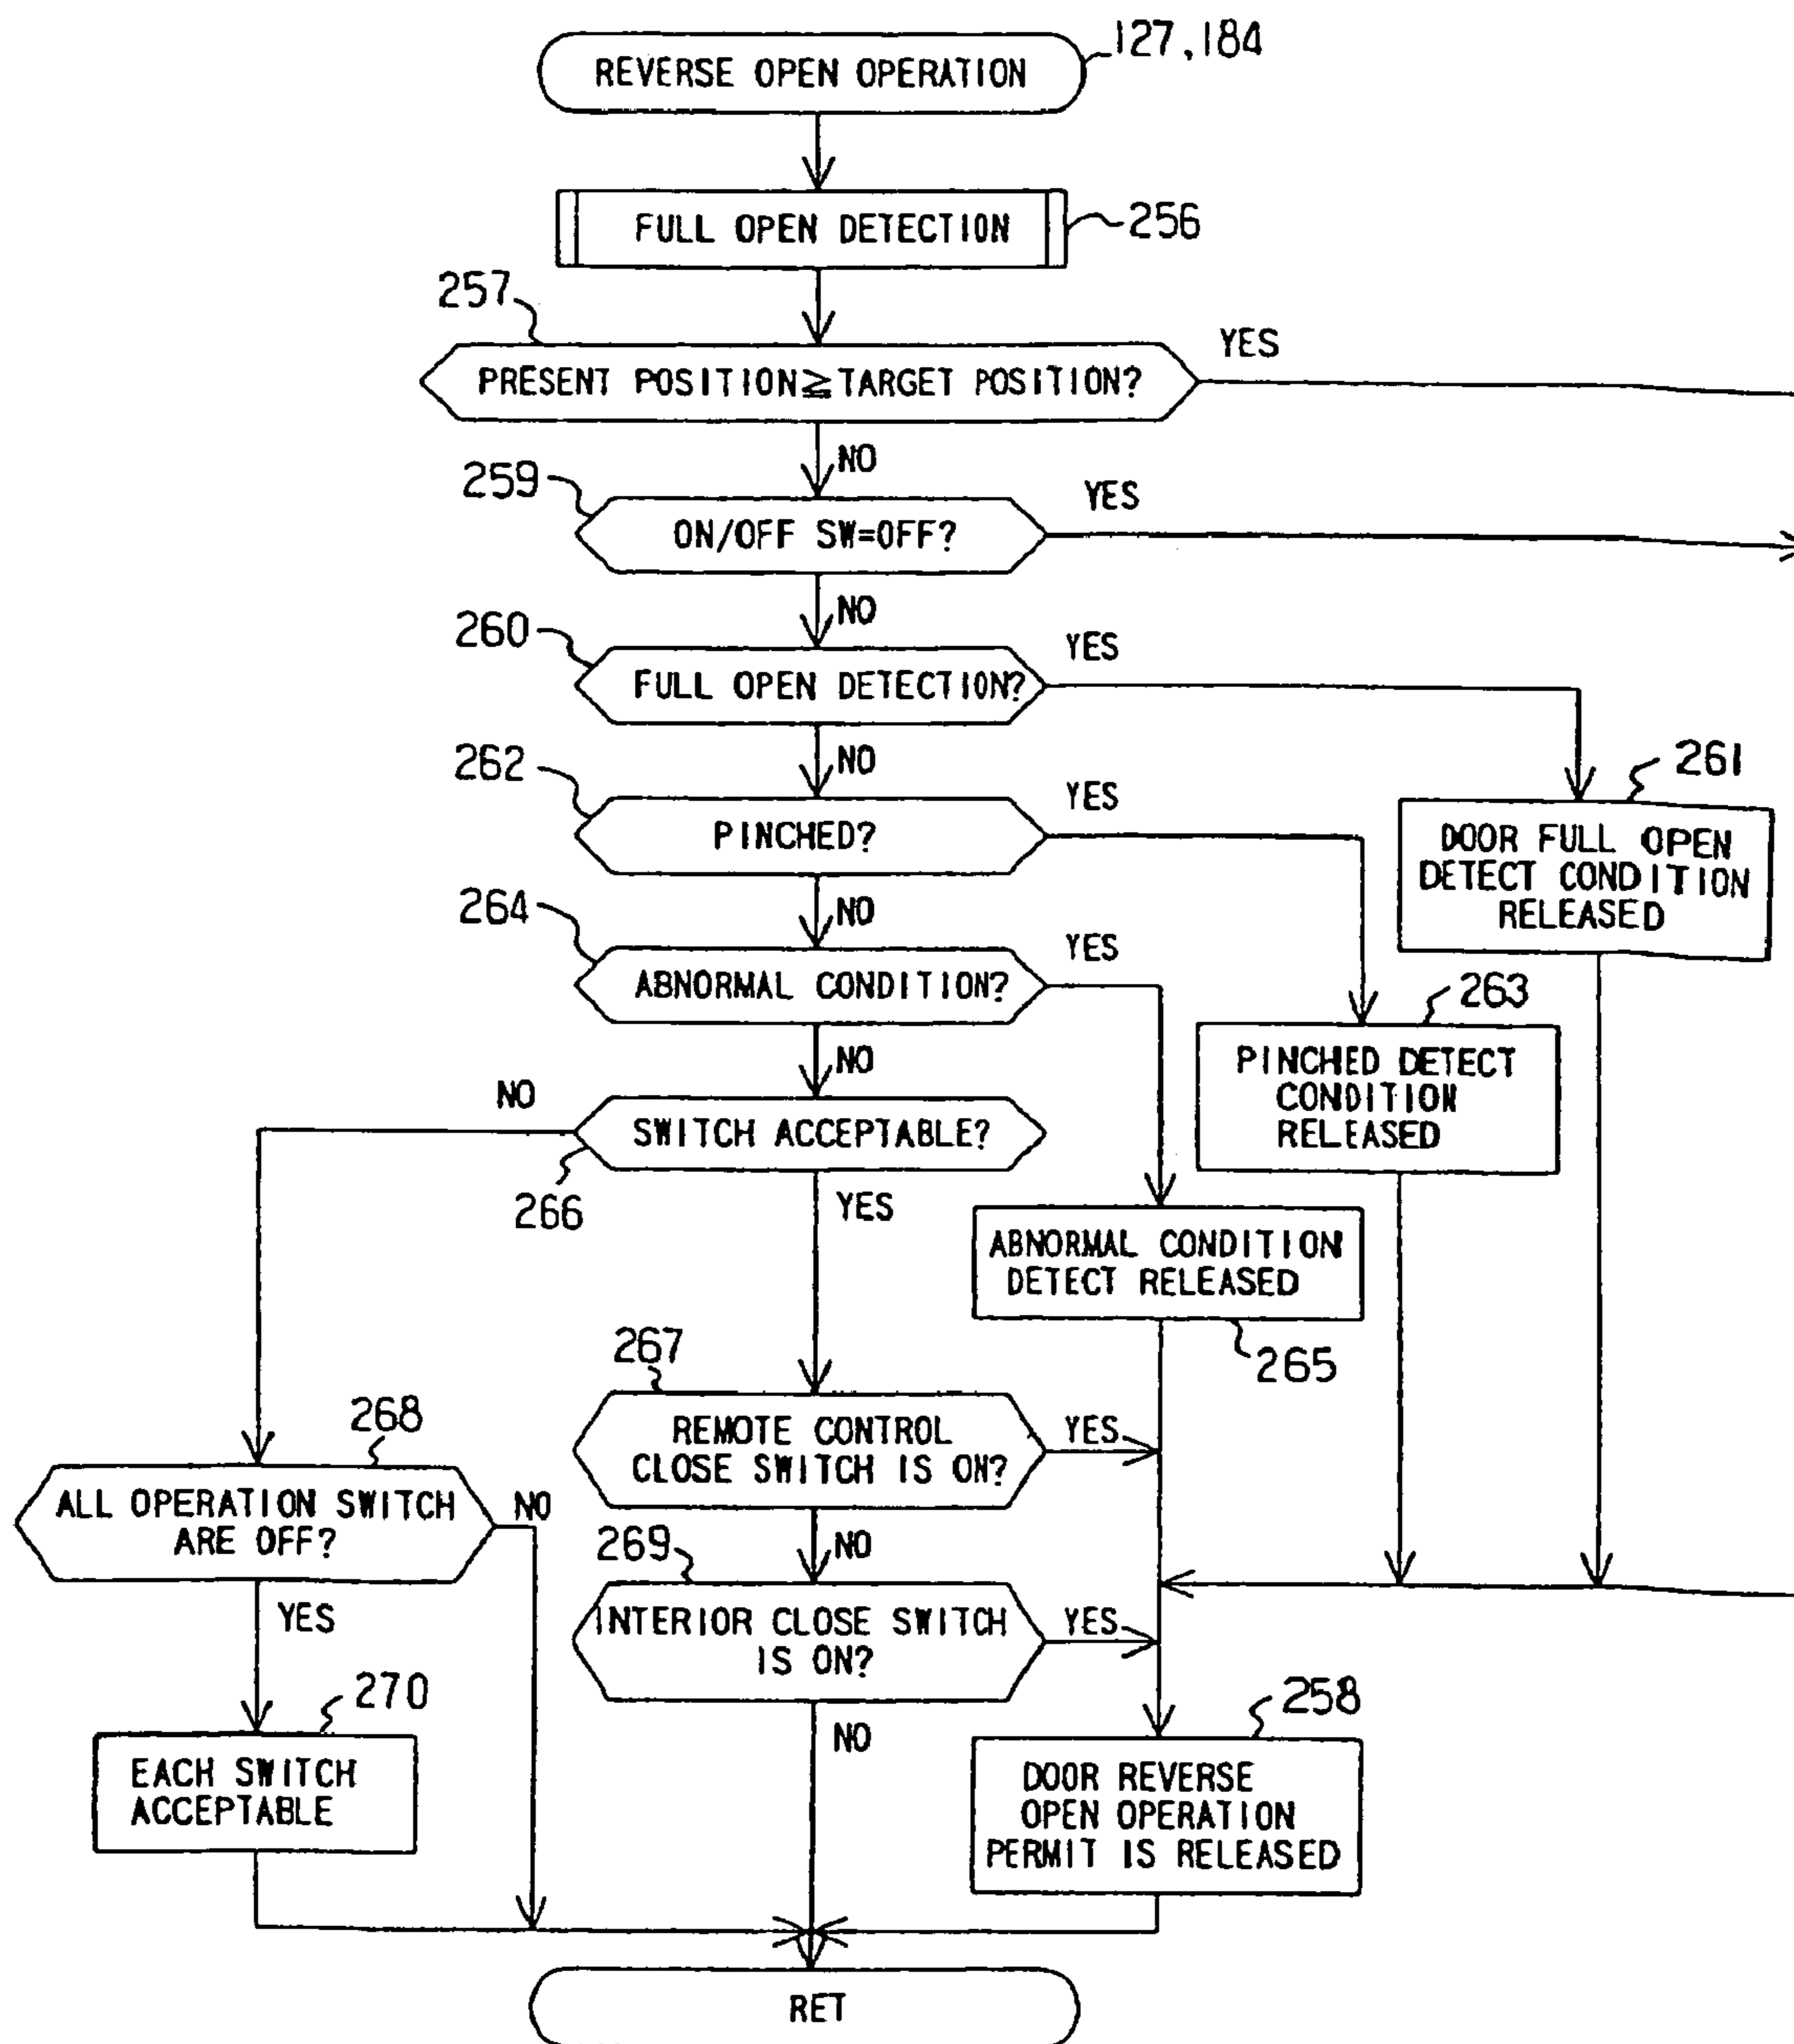 REVERSE OPEN OPERATION
127,184
FULL OPEN DETECTION
256
257
PRESENT POSITION≧TARGET POSITION?
YES
NO
259
ON/OFF SW=OFF?
YES
NO
260
FULL OPEN DETECTION?
YES
NO
261
DOOR FULL OPEN
DETECT CONDITION
RELEASED
262
PINCHED?
YES
NO
263
PINCHED DETECT
CONDITION
RELEASED
264
ABNORMAL CONDITION?
YES
NO
NO
SWITCH ACCEPTABLE?
266
YES
ABNORMAL CONDITION
DETECT RELEASED
265
267
REMOTE CONTROL
CLOSE SWITCH IS ON?
YES
NO
268
ALL OPERATION SWITCH
ARE OFF?
NO
YES
269
INTERIOR CLOSE SWITCH
IS ON?
YES
NO
270
EACH SWITCH
ACCEPTABLE
258
DOOR REVERSE
OPEN OPERATION
PERMIT IS RELEASED
RET